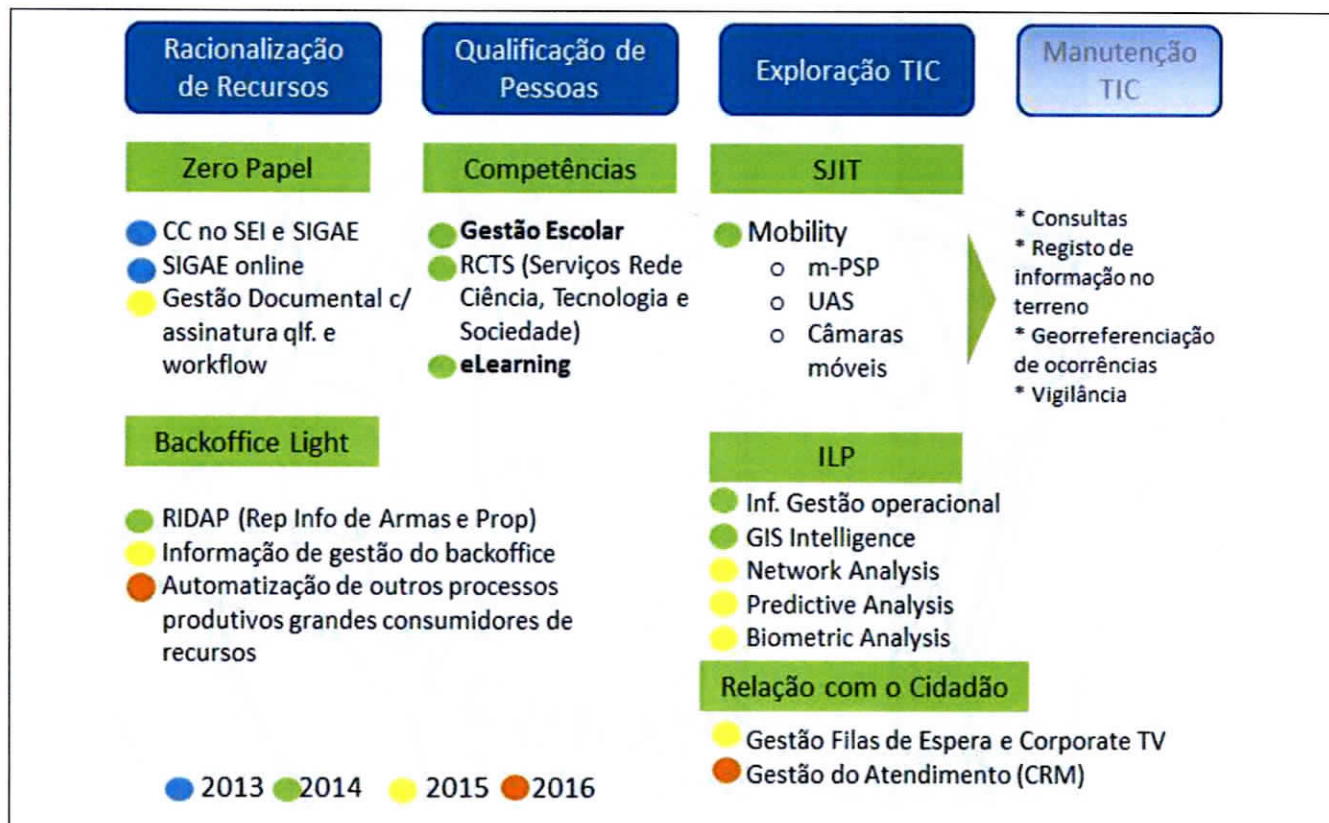 Racionalização
de Recursos
Qualificação de
Pessoas
Exploração TIC
Manutenção
TIC
Zero Papel
CC no SEI e SIGAE
SIGAE online
Gestão Documental c/
assinatura qlf. e
workflow
Backoffice Light
RIDAP (Rep Info de Armas e Prop)
Informação de gestão do backoffice
Automatização de outros processos
produtivos grandes consumidores de
recursos
Competências
Gestão Escolar
RCTS (Serviços Rede
Ciência, Tecnologia e
Sociedade)
eLearning
SJIT
Mobility
o m-PSP
o UAS
o Câmaras
móveis
* Consultas
* Registo de
informação no
terreno
* Georreferenciação
de ocorrências
* Vigilância
ILP
Inf. Gestão operacional
GIS Intelligence
Network Analysis
Predictive Analysis
Biometric Analysis
Relação com o Cidadão
Gestão Filas de Espera e Corporate TV
Gestão do Atendimento (CRM)
2013 2014 2015 2016